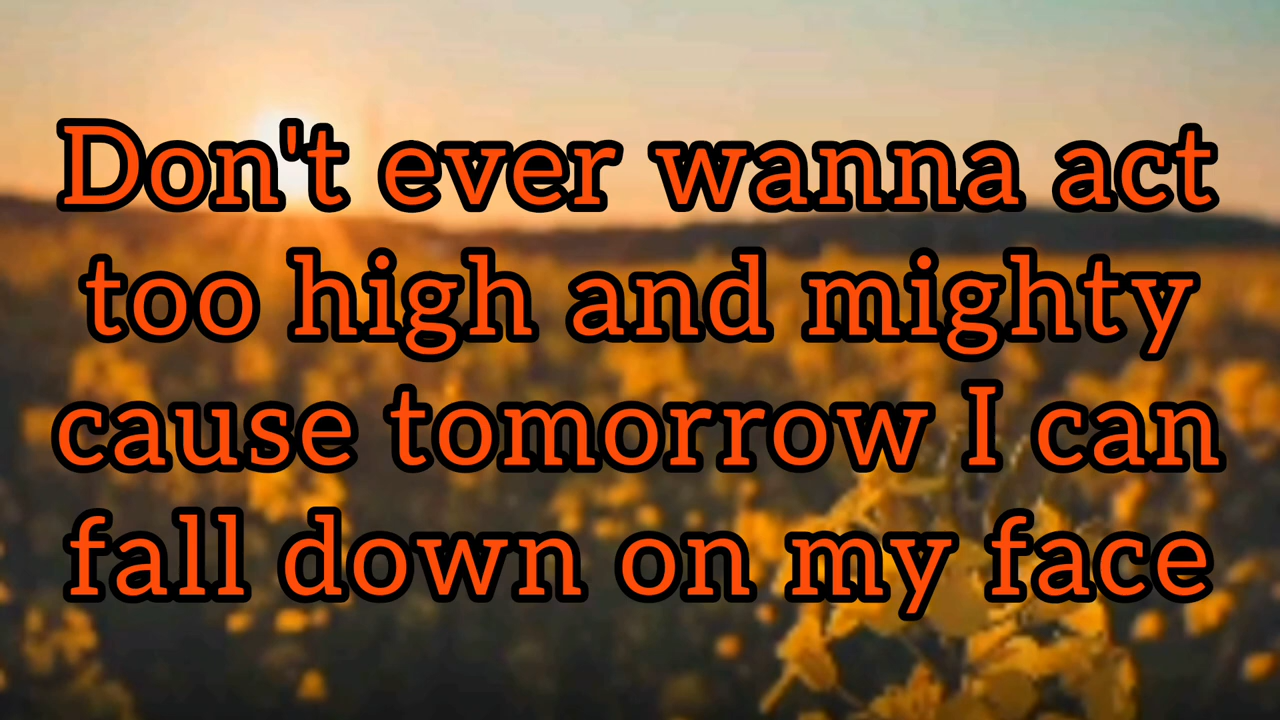 Don't ever wanna act
too high and mighty
cause tomorrow I can
fall down on my face